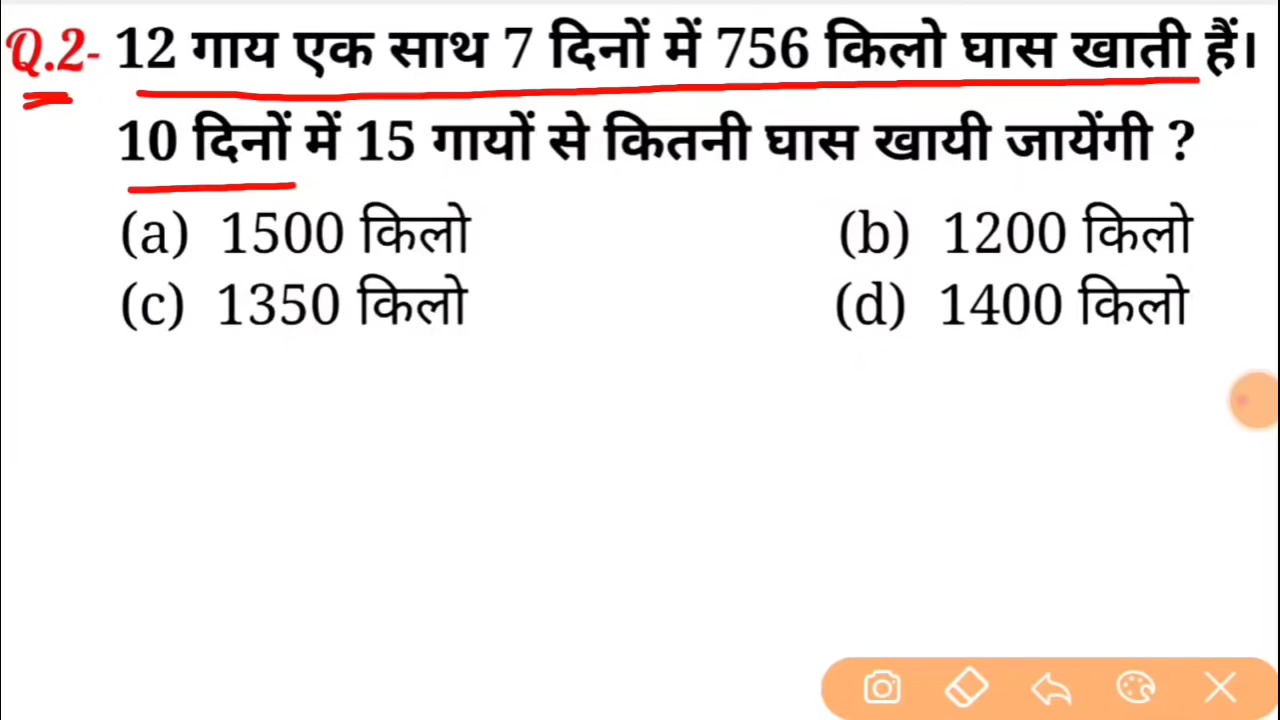 Q.2- 12 गाय एक साथ 7 दिनों में 756 किलो घास खाती हैं।
10 दिनों में 15 गायों से कितनी घास खायी जायेंगी ?
(a) 1500 किलो (b) 1200 किलो
(c) 1350 किलो (d) 1400 किलो